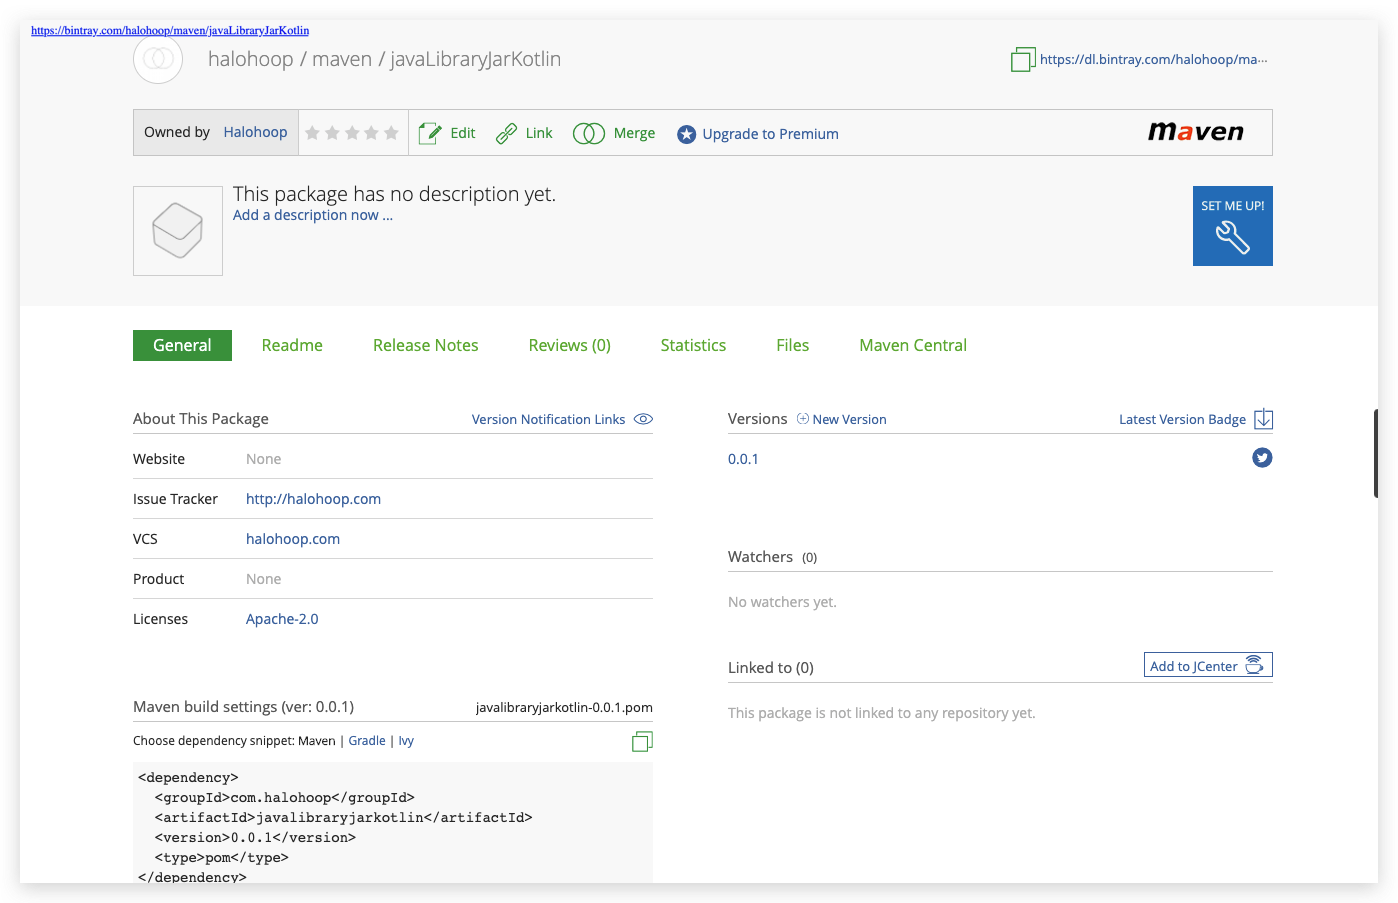 https://bintray.com/halohoop/maven/javaLibraryJarKotlin
halohoop / maven / javaLibraryJarKotlin
https://dl.bintray.com/halohoop/ma···
Owned by Halohoop Edit Link Merge Upgrade to Premium maven
This package has no description yet.
Add a description now ...
SET ME UP!
General Readme Release Notes Reviews (0) Statistics Files Maven Central
About This Package Version Notification Links
Website None
Issue Tracker http://halohoop.com
VCS halohoop.com
Product None
Licenses Apache-2.0
Maven build settings (ver: 0.0.1) javalibraryjarkotlin-0.0.1.pom
Choose dependency snippet: Maven | Gradle | Ivy
<dependency>
  <groupId>com.halohoop</groupId>
  <artifactId>javalibraryjarkotlin</artifactId>
  <version>0.0.1</version>
  <type>pom</type>
</dependency>
Versions New Version Latest Version Badge
0.0.1
Watchers (0)
No watchers yet.
Linked to (0) Add to JCenter
This package is not linked to any repository yet.